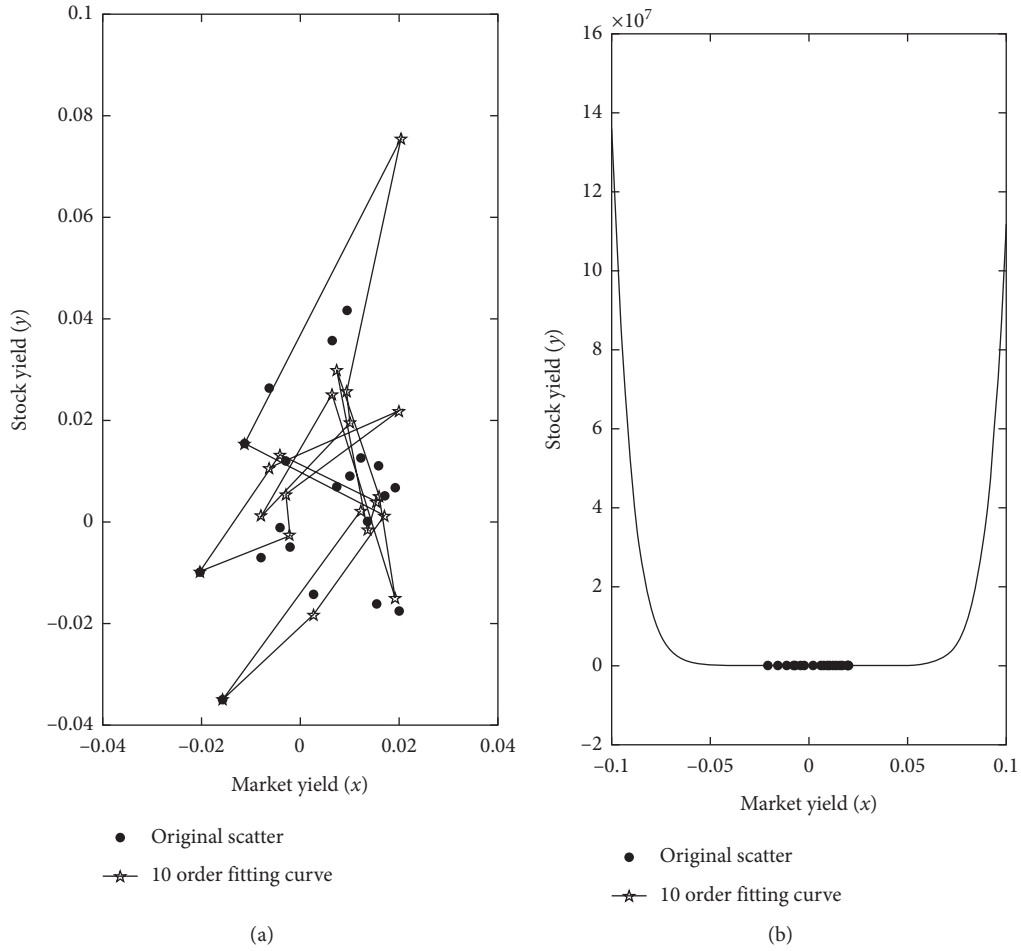 0.1
0.08
0.06
0.04
0.02
0
−0.02
−0.04
Stock yield (y)
−0.04
−0.02
0
0.02
0.04
Market yield (x)
Original scatter
10 order fitting curve
(a)
×10⁷
16
14
12
10
8
6
4
2
0
−2
Stock yield (y)
−0.1
−0.05
0
0.05
0.1
Market yield (x)
Original scatter
10 order fitting curve
(b)